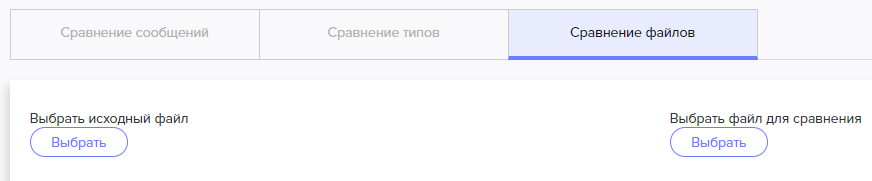 Сравнение сообщений Сравнение типов Сравнение файлов
Выбрать исходный файл Выбрать файл для сравнения
Выбрать Выбрать